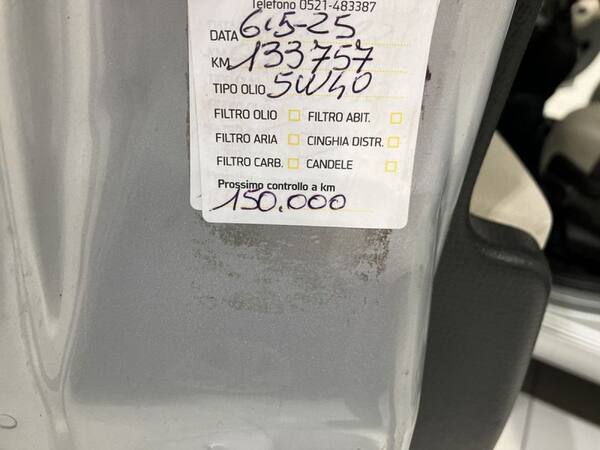 Telefono 0521-483387
DATA 6-5-25
KM 133757
TIPO OLIO 5W40
FILTRO OLIO FILTRO ABIT.
FILTRO ARIA CINGHIA DISTR.
FILTRO CARB. CANDELE
Prossimo controllo a km
150.000